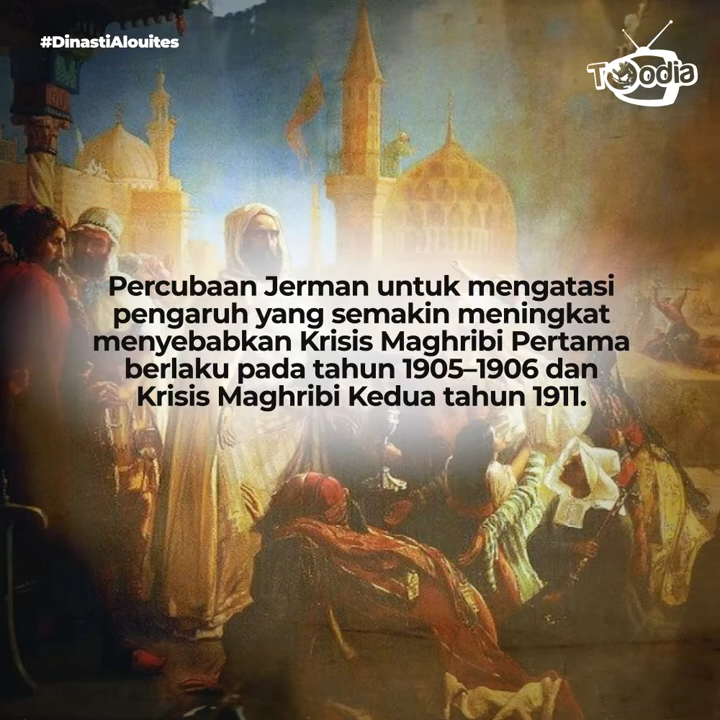 #DinastiAlouites
Toodia
Percubaan Jerman untuk mengatasi
pengaruh yang semakin meningkat
menyebabkan Krisis Maghribi Pertama
berlaku pada tahun 1905–1906 dan
Krisis Maghribi Kedua tahun 1911.